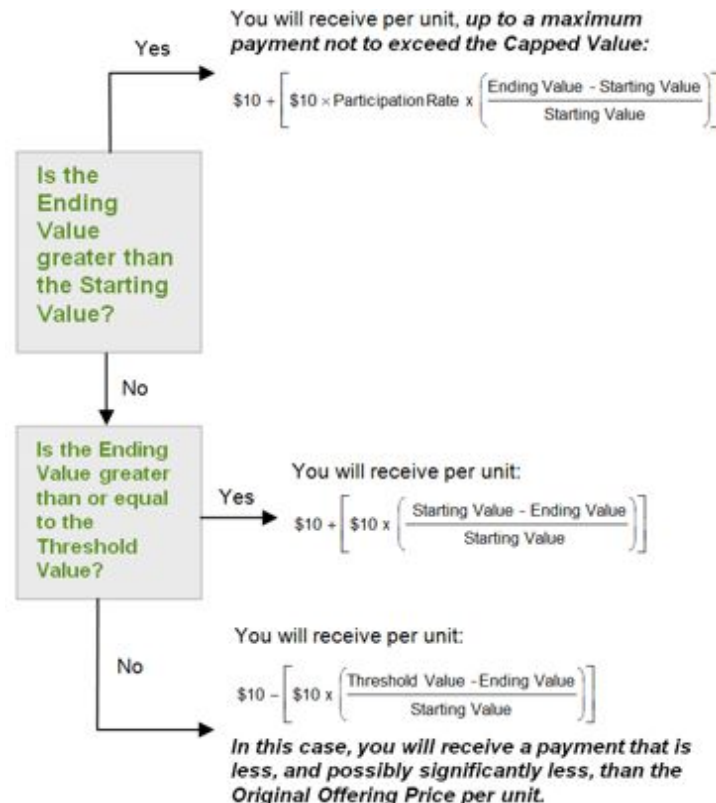 You will receive per unit, up to a maximum
payment not to exceed the Capped Value:
Yes
$10 + [ $10 × Participation Rate x ( Ending Value - Starting Value / Starting Value ) ]
Is the
Ending
Value
greater than
the Starting
Value?
No
Is the Ending
Value greater
than or equal
to the
Threshold
Value?
Yes
You will receive per unit:
$10 + [ $10 x ( Starting Value - Ending Value / Starting Value ) ]
No
You will receive per unit:
$10 – [ $10 x ( Threshold Value - Ending Value / Starting Value ) ]
In this case, you will receive a payment that is
less, and possibly significantly less, than the
Original Offering Price per unit.